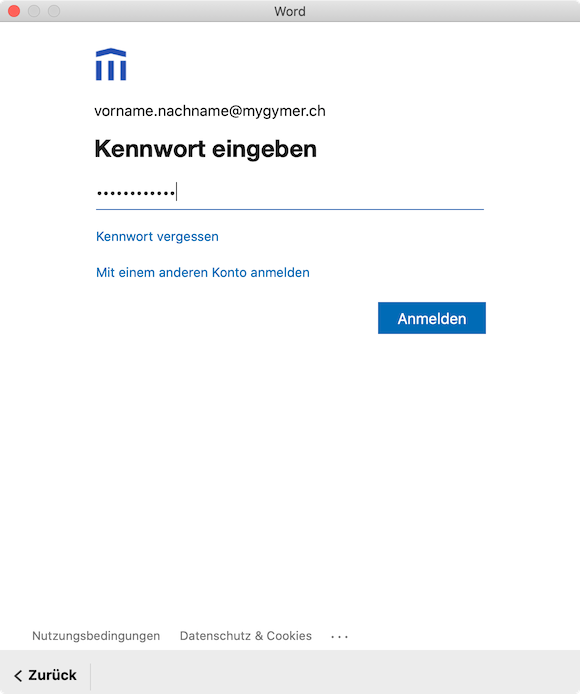 Word
vorname.nachname@mygymer.ch
Kennwort eingeben
••••••••••••
Kennwort vergessen
Mit einem anderen Konto anmelden
Anmelden
Nutzungsbedingungen Datenschutz & Cookies ···
Zurück